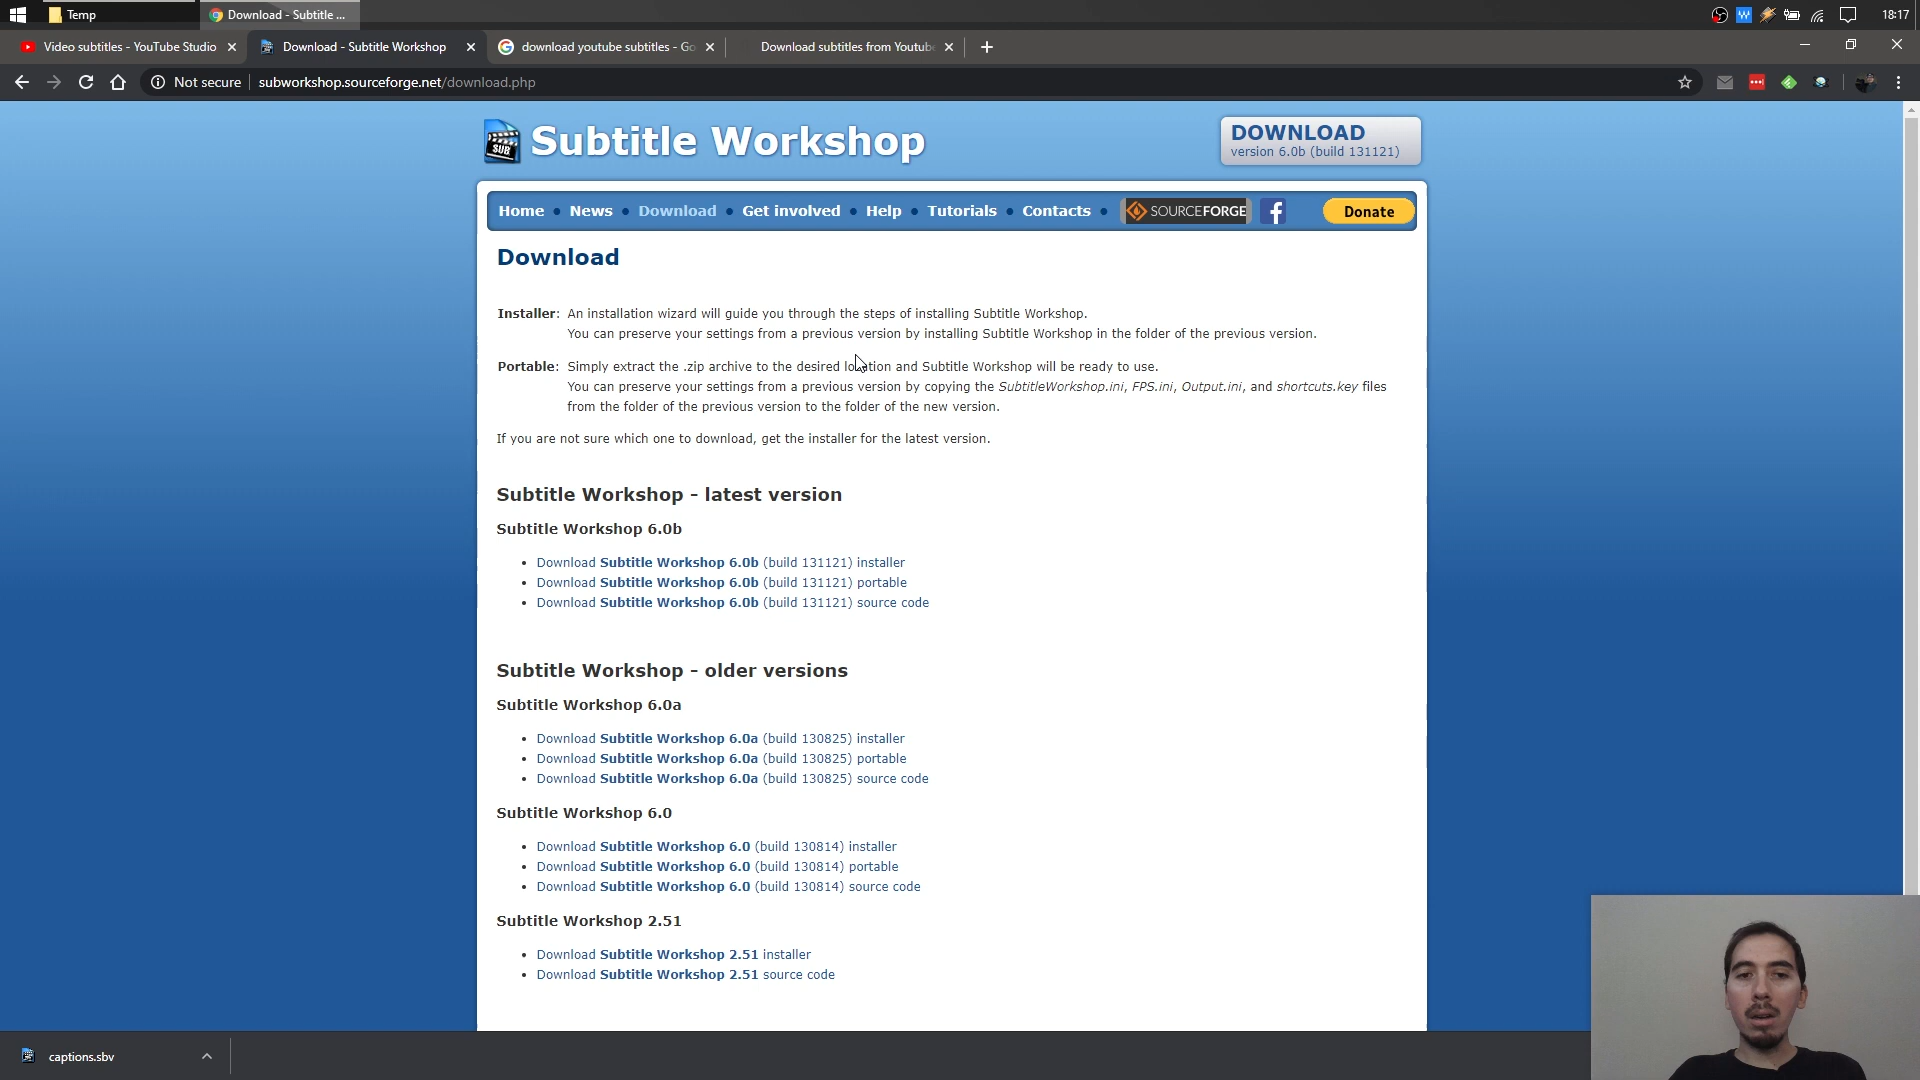 Temp
Download - Subtitle ...
18:17
Video subtitles - YouTube Studio
Download - Subtitle Workshop
download youtube subtitles - Go
Download subtitles from Youtube
Not secure
subworkshop.sourceforge.net/download.php
SUB
Subtitle Workshop
DOWNLOAD
version 6.0b (build 131121)
Home • News • Download • Get involved • Help • Tutorials • Contacts •
SOURCEFORGE
Donate
Download
Installer: An installation wizard will guide you through the steps of installing Subtitle Workshop.
You can preserve your settings from a previous version by installing Subtitle Workshop in the folder of the previous version.
Portable: Simply extract the .zip archive to the desired location and Subtitle Workshop will be ready to use.
You can preserve your settings from a previous version by copying the SubtitleWorkshop.ini, FPS.ini, Output.ini, and shortcuts.key files
from the folder of the previous version to the folder of the new version.
If you are not sure which one to download, get the installer for the latest version.
Subtitle Workshop - latest version
Subtitle Workshop 6.0b
• Download Subtitle Workshop 6.0b (build 131121) installer
• Download Subtitle Workshop 6.0b (build 131121) portable
• Download Subtitle Workshop 6.0b (build 131121) source code
Subtitle Workshop - older versions
Subtitle Workshop 6.0a
• Download Subtitle Workshop 6.0a (build 130825) installer
• Download Subtitle Workshop 6.0a (build 130825) portable
• Download Subtitle Workshop 6.0a (build 130825) source code
Subtitle Workshop 6.0
• Download Subtitle Workshop 6.0 (build 130814) installer
• Download Subtitle Workshop 6.0 (build 130814) portable
• Download Subtitle Workshop 6.0 (build 130814) source code
Subtitle Workshop 2.51
• Download Subtitle Workshop 2.51 installer
• Download Subtitle Workshop 2.51 source code
captions.sbv